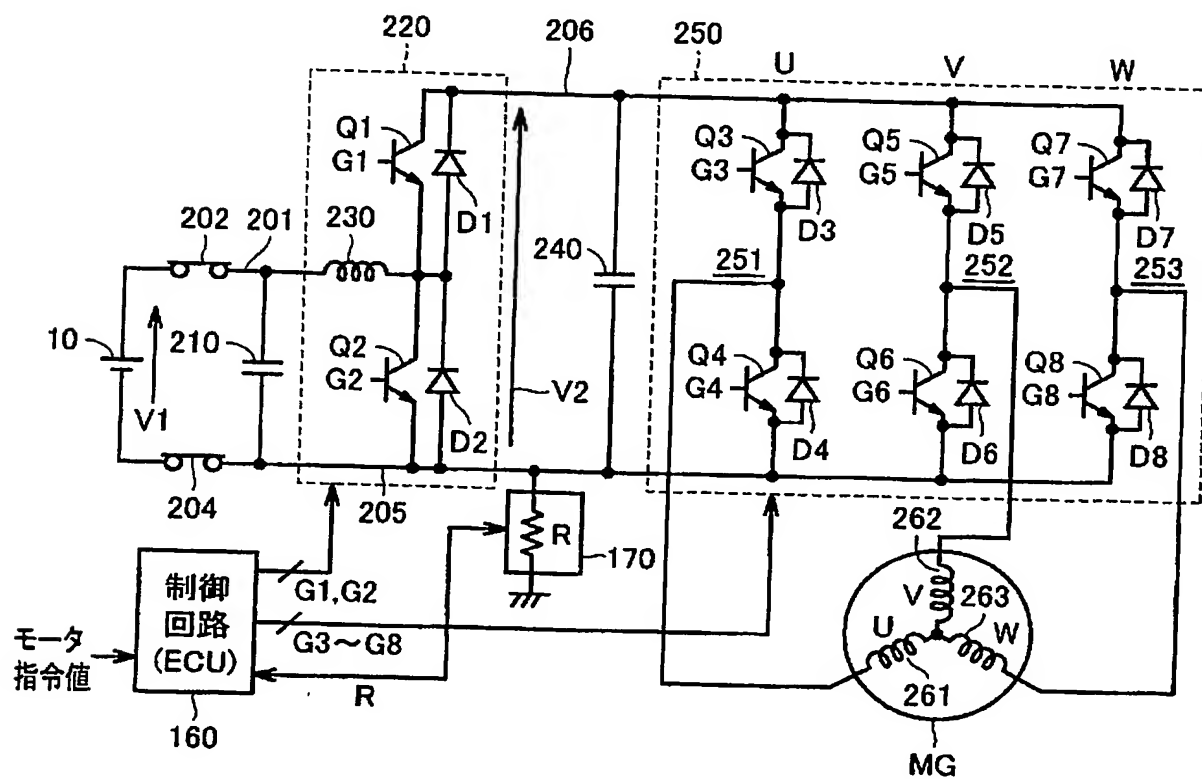 220
206
250
U
V
W
Q1
G1
D1
Q3
G3
D3
Q5
G5
D5
Q7
G7
D7
202
201
230
240
251
252
253
10
V1
210
Q2
G2
D2
V2
Q4
G4
D4
Q6
G6
D6
Q8
G8
D8
204
205
R
170
制御
回路
(ECU)
G1,G2
G3～G8
R
モータ
指令値
160
262
V
263
U
W
261
MG